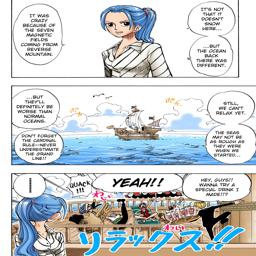 IT'S NOT
THAT IT
DOESN'T
SNOW
HERE...
...BUT
THE OCEAN
BACK
THERE WAS
DIFFERENT.
IT WAS
CRAZY
BECAUSE OF
THE SEVEN
MAGNETIC
FIELDS
COMING FROM
REVERSE
MOUNTAIN.
STILL,
WE CAN'T
RELAX YET.
THE SEAS
MAY NOT BE
AS ROUGH AS
THEY WERE
WHEN WE
STARTED...
...BUT
THEY'LL
DEFINITELY
BE WORSE
THAN
NORMAL
OCEANS.
DON'T
FORGET THE
CARDINAL
RULE--NEVER
UNDERESTIMATE
THE GRAND
LINE!!
HEY, GUYS!!
WANNA TRY A
SPECIAL DRINK
I MADE!!?
YEAH!!
QUACK
!!!
リラックス!!